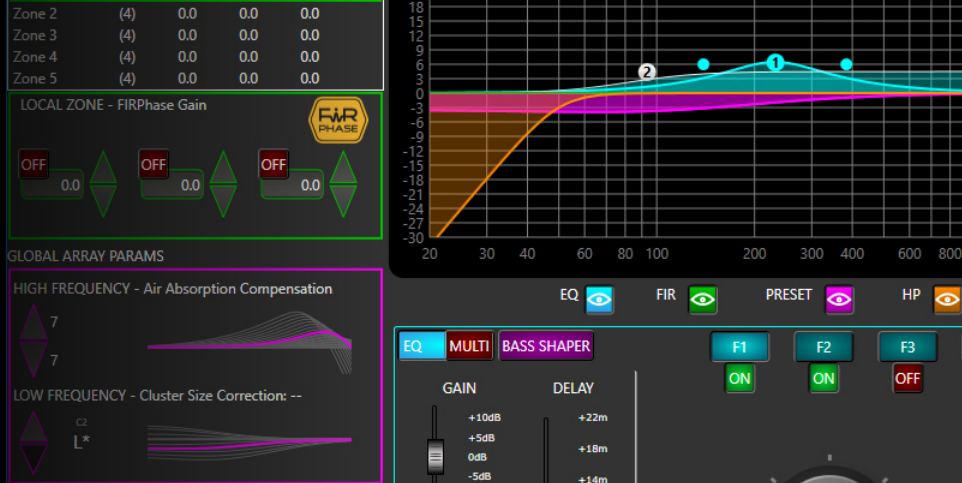 Zone 2 (4) 0.0 0.0 0.0
Zone 3 (4) 0.0 0.0 0.0
Zone 4 (4) 0.0 0.0 0.0
Zone 5 (4) 0.0 0.0 0.0
LOCAL ZONE - FIRPhase Gain
FiR
PHASE
OFF OFF OFF
0.0 0.0 0.0
GLOBAL ARRAY PARAMS
HIGH FREQUENCY - Air Absorption Compensation
7
7
LOW FREQUENCY - Cluster Size Correction: --
C2
L*
18
15
12
9
6
3
0
-3
-6
-9
-12
-15
-18
-21
-24
-27
-30
2
1
20 30 40 60 80 100 200 300 400 600 800
EQ FIR PRESET HP
EQ MULTI BASS SHAPER
F1 F2 F3
ON ON OFF
GAIN DELAY
+10dB +22m
+5dB
0dB +18m
-5dB +14m